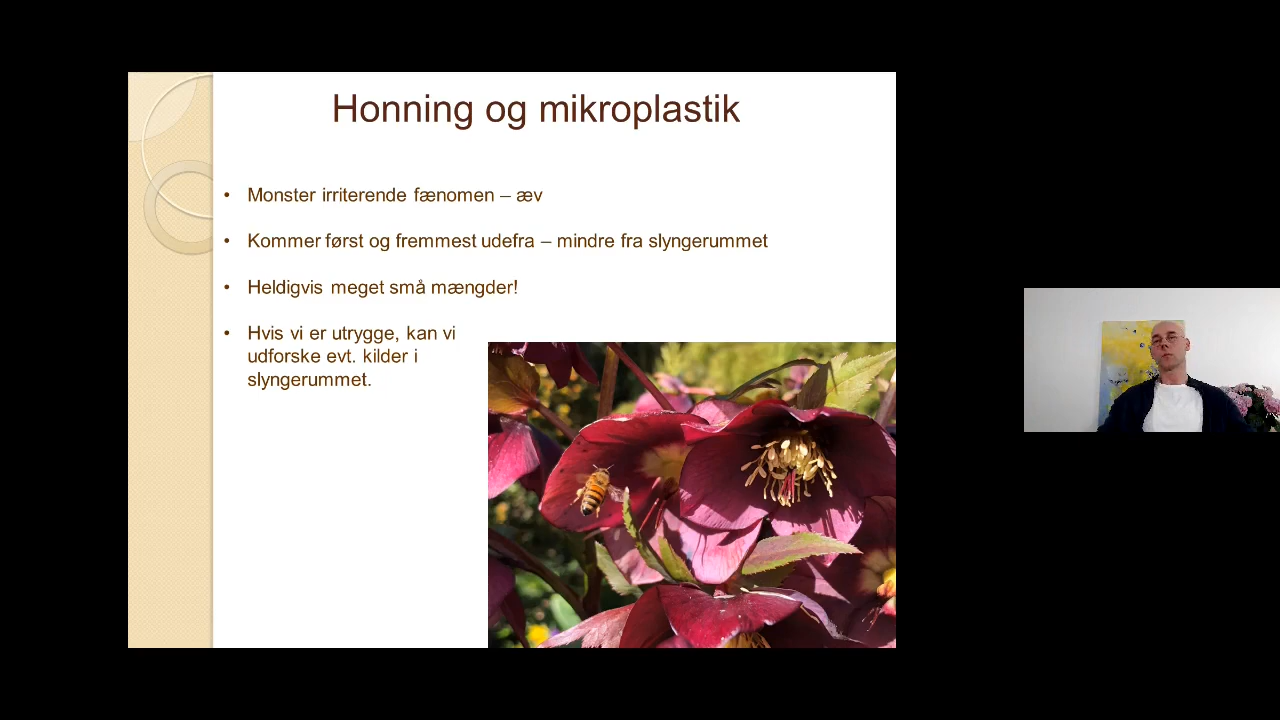 Honning og mikroplastik
• Monster irriterende fænomen – æv
• Kommer først og fremmest udefra – mindre fra slyngerummet
• Heldigvis meget små mængder!
• Hvis vi er utrygge, kan vi
udforske evt. kilder i
slyngerummet.